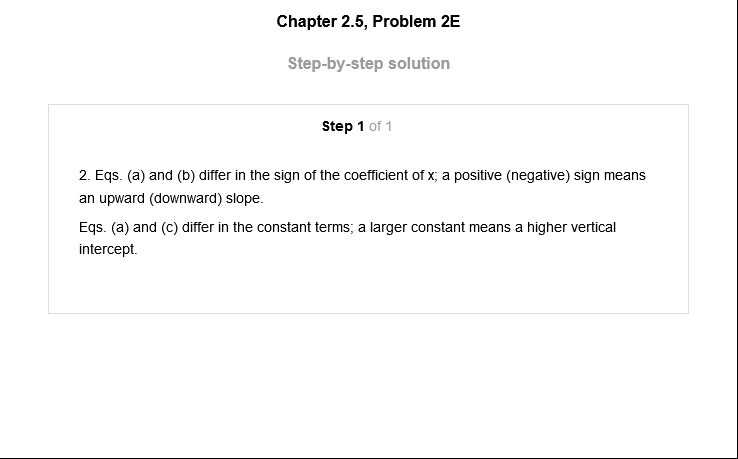 Chapter 2.5, Problem 2E
Step-by-step solution
Step 1 of 1
2. Eqs. (a) and (b) differ in the sign of the coefficient of x; a positive (negative) sign means
an upward (downward) slope.
Eqs. (a) and (c) differ in the constant terms; a larger constant means a higher vertical
intercept.